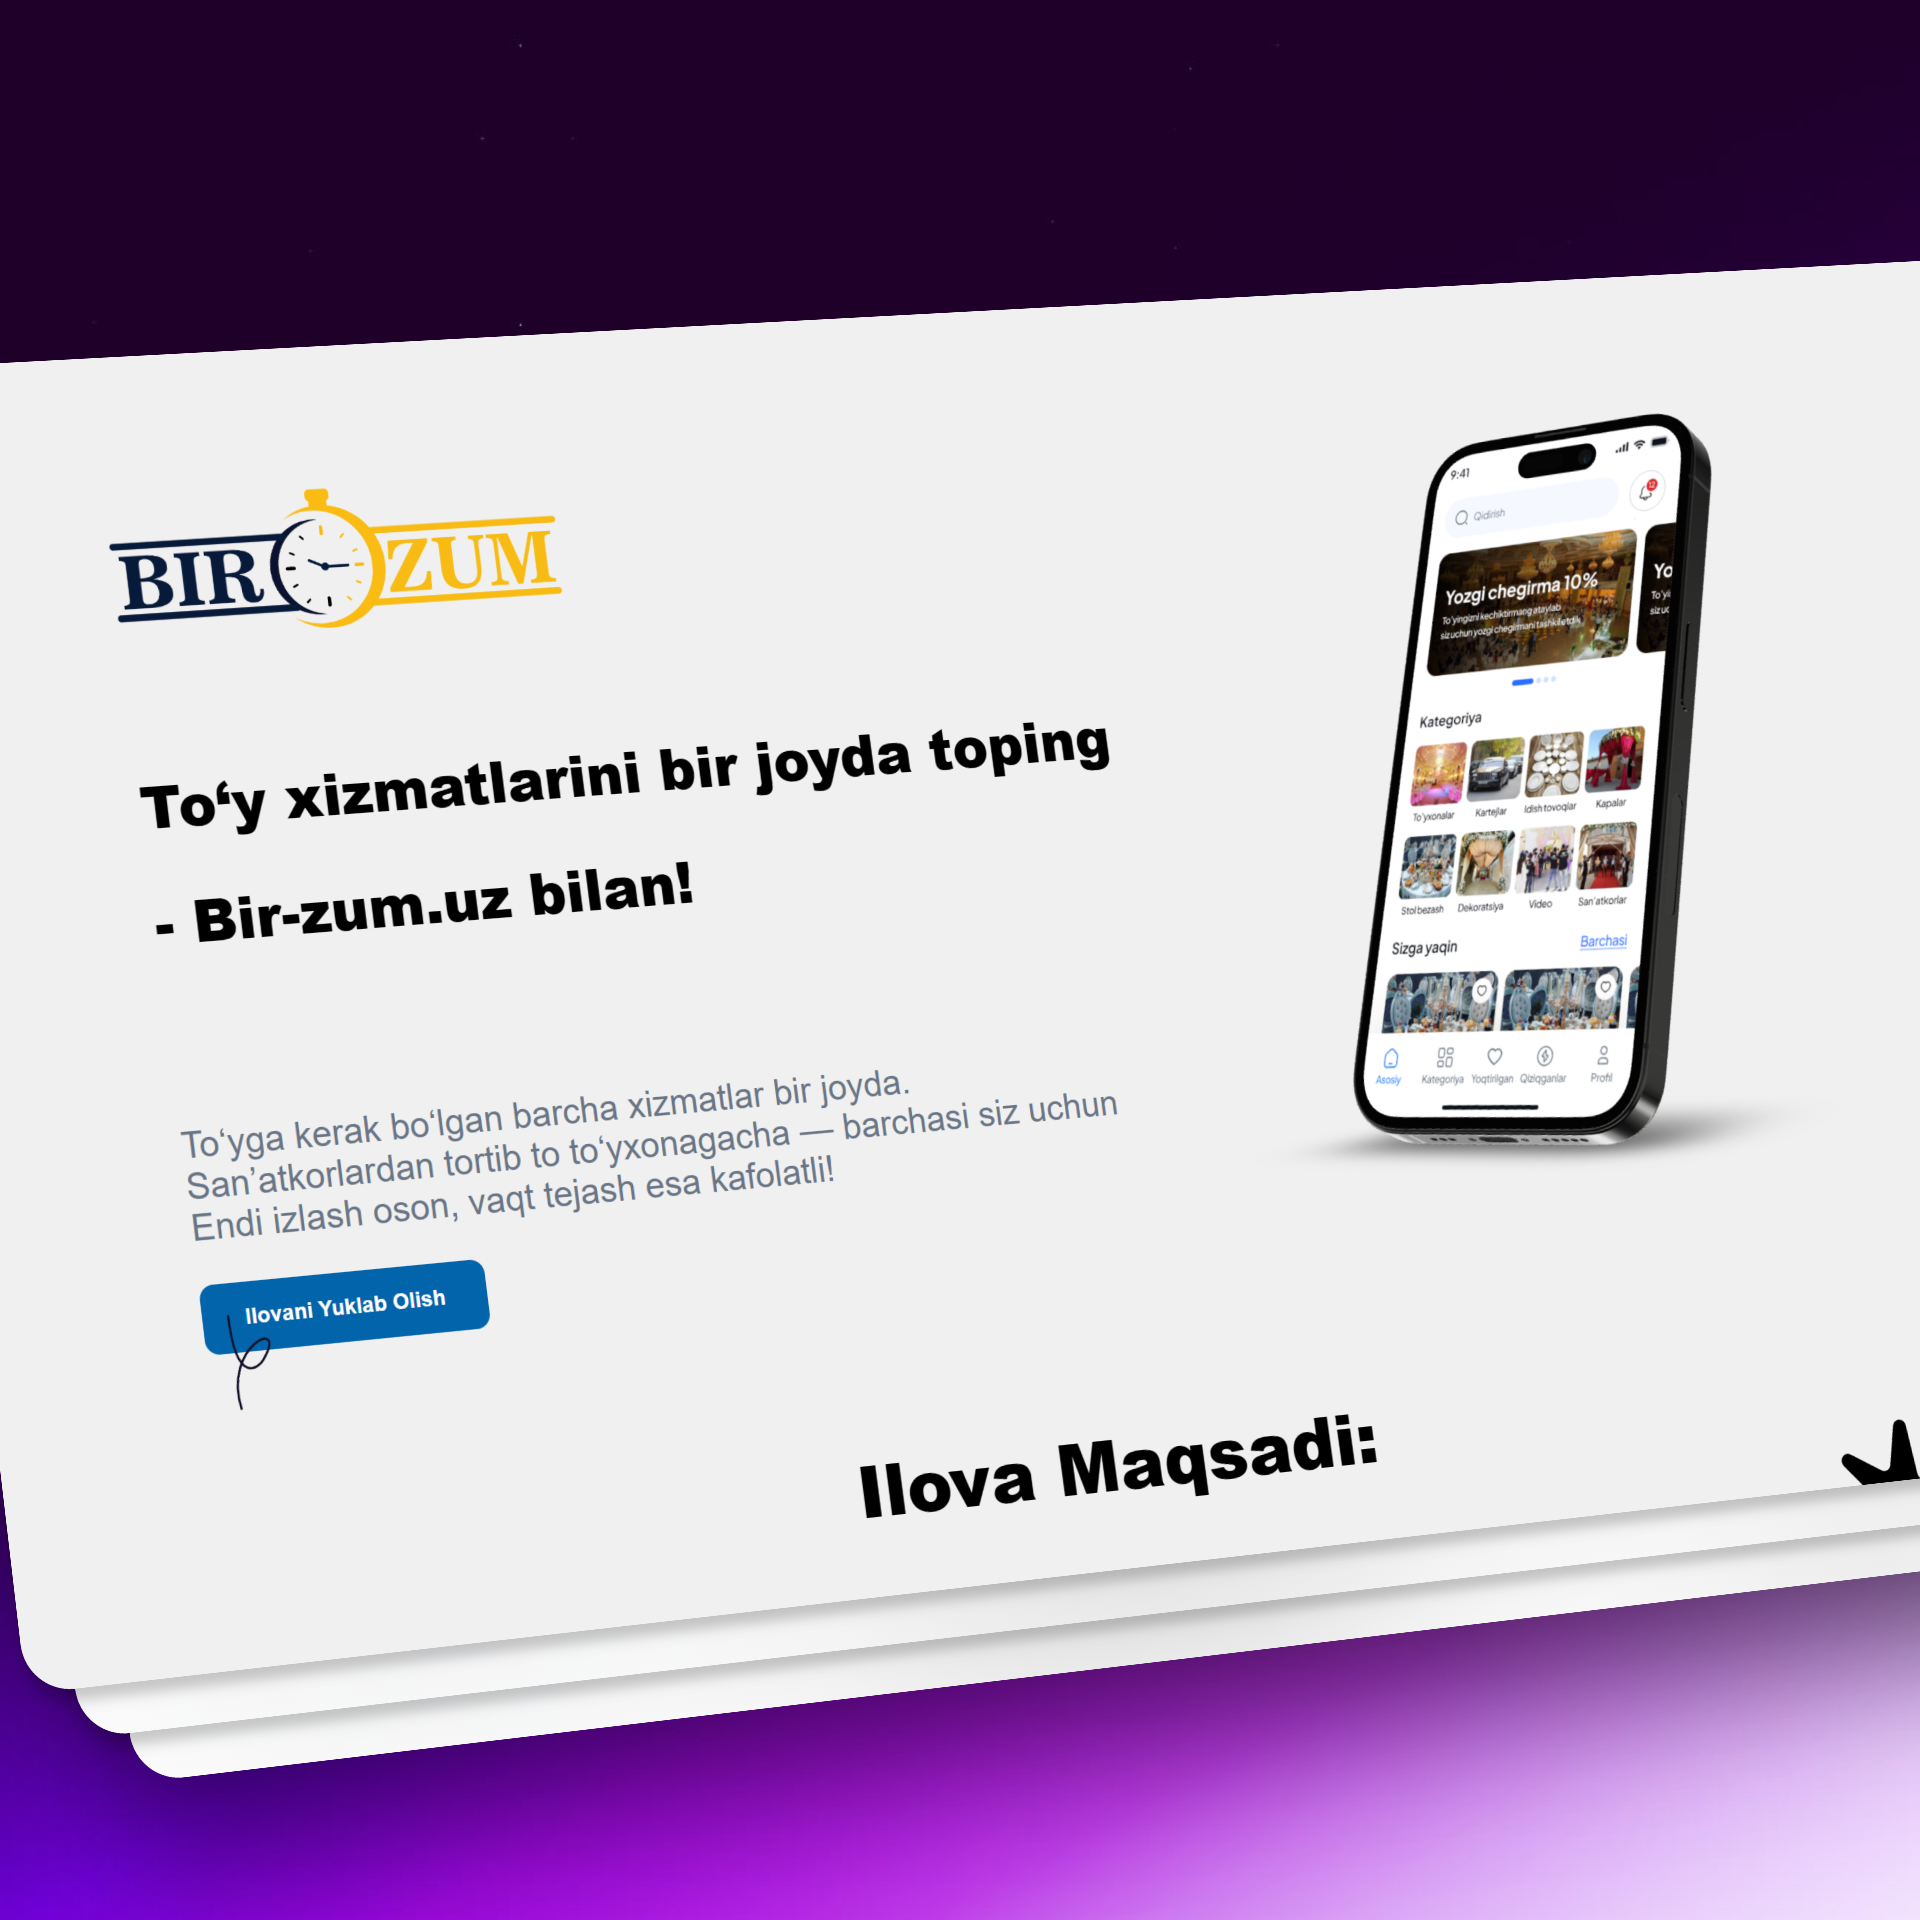 BIR ZUM
To‘y xizmatlarini bir joyda toping
- Bir-zum.uz bilan!
To‘yga kerak bo‘lgan barcha xizmatlar bir joyda.
San’atkorlardan tortib to to‘yxonagacha — barchasi siz uchun
Endi izlash oson, vaqt tejash esa kafolatli!
Ilovani Yuklab Olish
Ilova Maqsadi:
9:41
Qidirish
12
Yozgi chegirma 10%
To'yingizni kechiktirmang ataylab
siz uchun yozgi chegirmani tashkil etdik
Yo
To'yi
siz uc
Kategoriya
To'yxonalar
Kartejlar
Idish tovoqlar
Kapalar
Stol bezash
Dekoratsiya
Video
San'atkorlar
Sizga yaqin
Barchasi
Asosiy
Kategoriya
Yoqtirilgan
Qiziqganlar
Profil